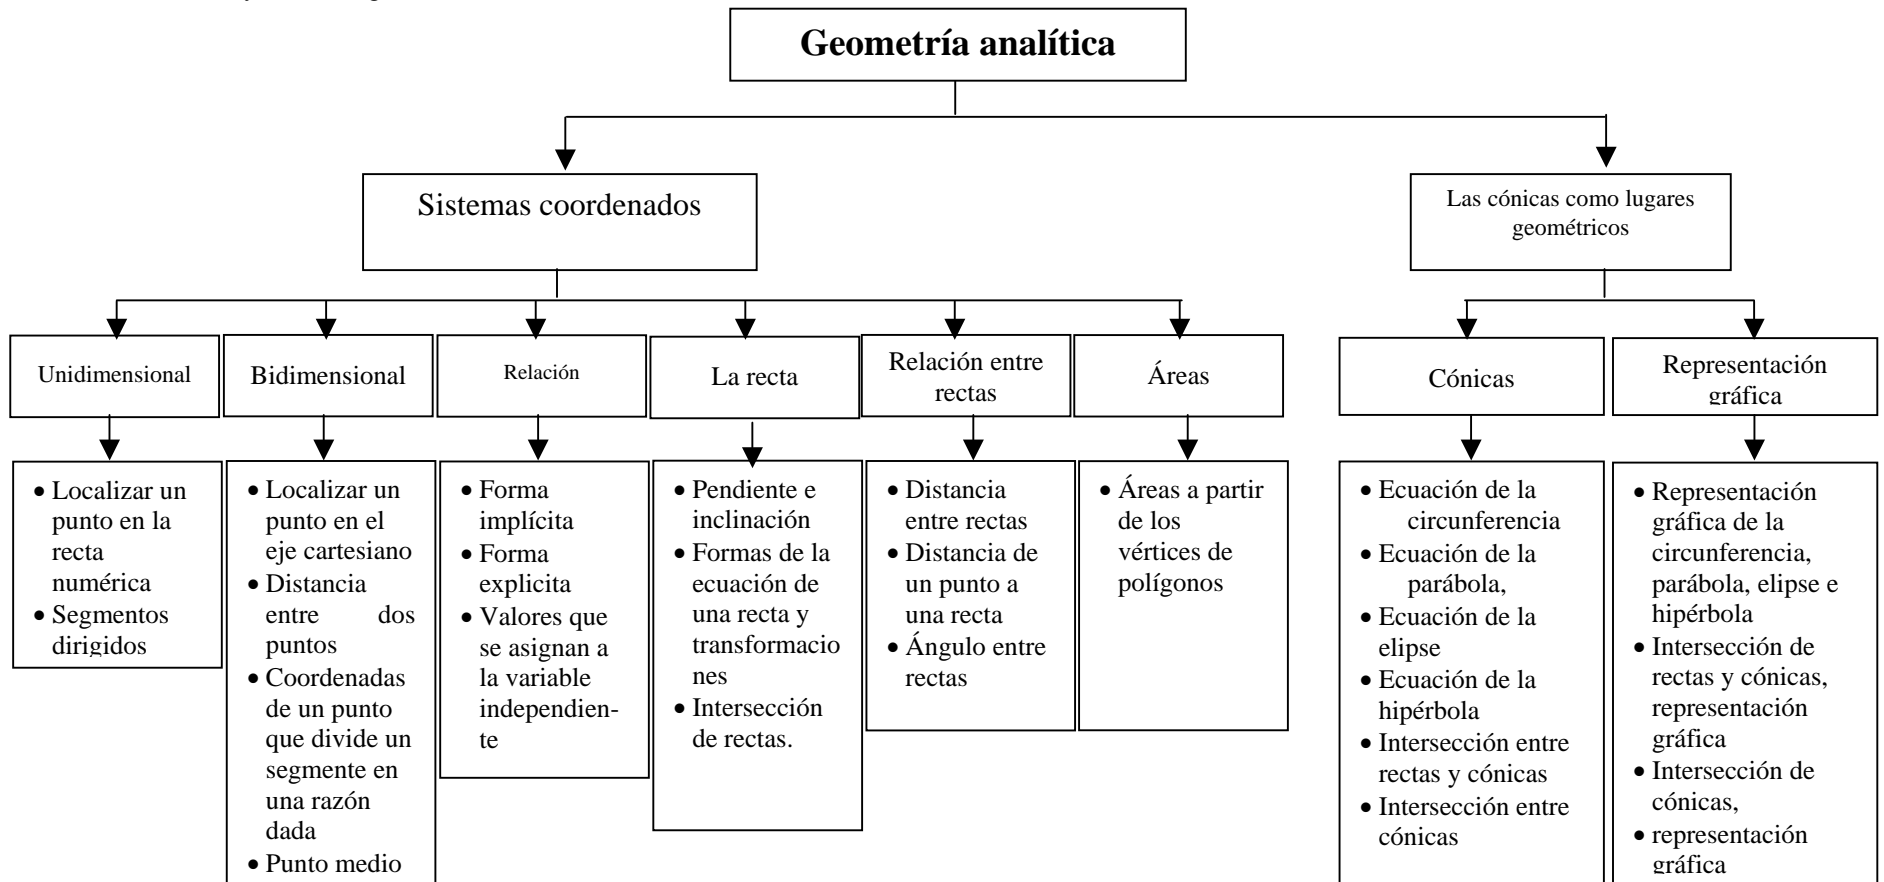 Geometría analítica
Sistemas coordenados
Las cónicas como lugares
geométricos
Unidimensional
Bidimensional
Relación
La recta
Relación entre
rectas
Áreas
Cónicas
Representación
gráfica
• Localizar un
punto en la
recta
numérica
• Segmentos
dirigidos
• Localizar un
punto en el
eje cartesiano
• Distancia
entre dos
puntos
• Coordenadas
de un punto
que divide un
segmente en
una razón
dada
• Punto medio
• Forma
implícita
• Forma
explicita
• Valores que
se asignan a
la variable
independien-
te
• Pendiente e
inclinación
• Formas de la
ecuación de
una recta y
transformacio
nes
• Intersección
de rectas.
• Distancia
entre rectas
• Distancia de
un punto a
una recta
• Ángulo entre
rectas
• Áreas a partir
de los
vértices de
polígonos
• Ecuación de la
circunferencia
• Ecuación de la
parábola,
• Ecuación de la
elipse
• Ecuación de la
hipérbola
• Intersección entre
rectas y cónicas
• Intersección entre
cónicas
• Representación
gráfica de la
circunferencia,
parábola, elipse e
hipérbola
• Intersección de
rectas y cónicas,
representación
gráfica
• Intersección de
cónicas,
• representación
gráfica